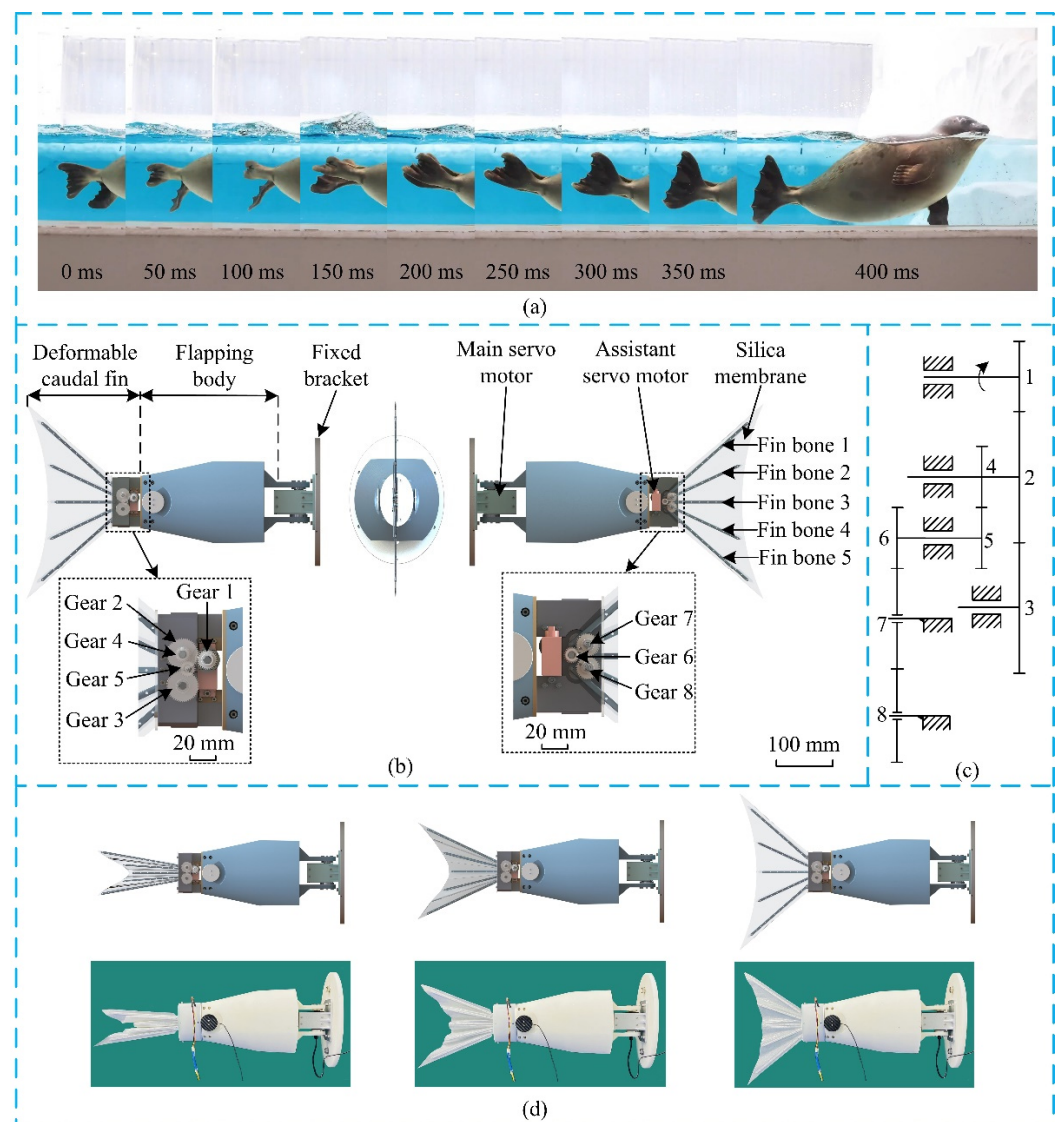 0 ms 50 ms 100 ms 150 ms 200 ms 250 ms 300 ms 350 ms 400 ms
(a)
Deformable
caudal fin
Flapping
body
Fixed
bracket
Main servo
motor
Assistant
servo motor
Silica
membrane
Fin bone 1
Fin bone 2
Fin bone 3
Fin bone 4
Fin bone 5
Gear 1
Gear 2
Gear 4
Gear 5
Gear 3
20 mm
Gear 7
Gear 6
Gear 8
20 mm
100 mm
(b)
1
2
4
6
5
3
7
8
(c)
(d)